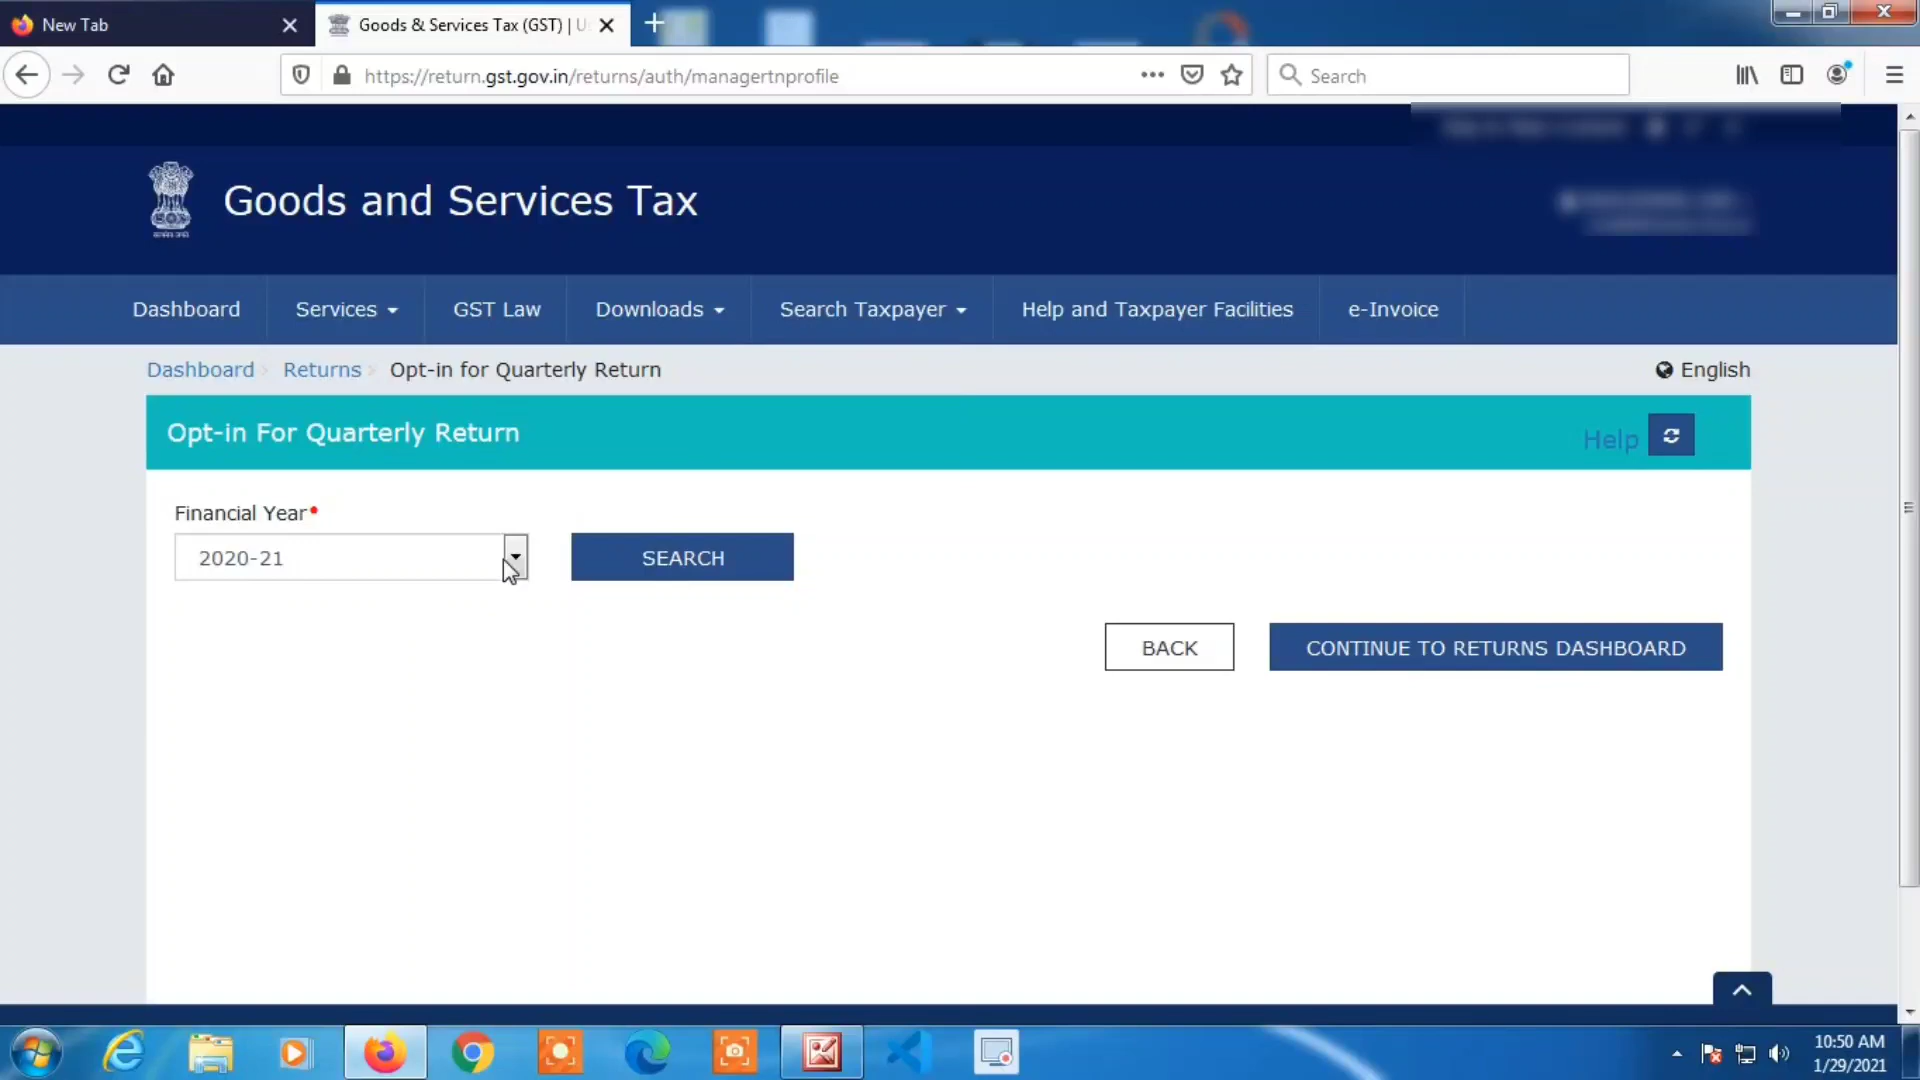 New Tab
Goods & Services Tax (GST) | U
https://return.gst.gov.in/returns/auth/managertnprofile
Search
Goods and Services Tax
Dashboard Services GST Law Downloads Search Taxpayer Help and Taxpayer Facilities e-Invoice
Dashboard Returns Opt-in for Quarterly Return English
Opt-in For Quarterly Return Help
Financial Year
2020-21 SEARCH
BACK CONTINUE TO RETURNS DASHBOARD
10:50 AM
1/29/2021